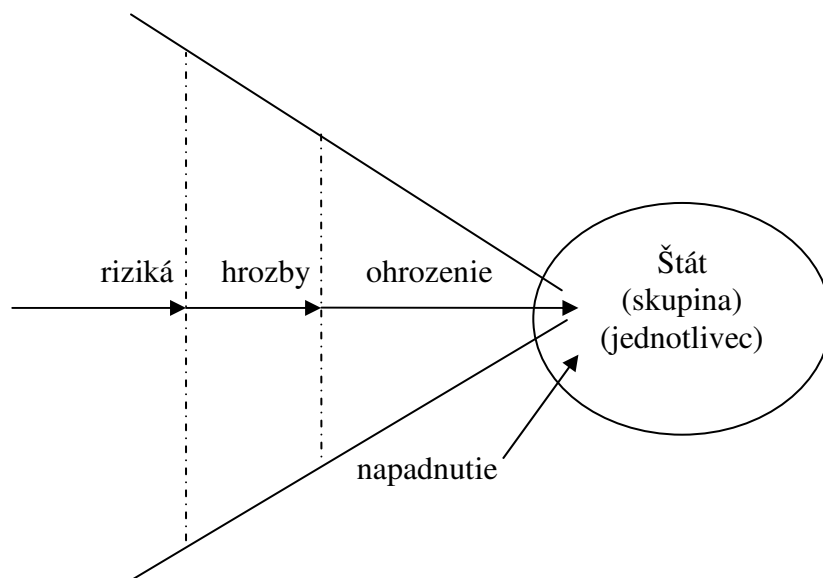 riziká hrozby ohrozenie
Štát
(skupina)
(jednotlivec)
napadnutie